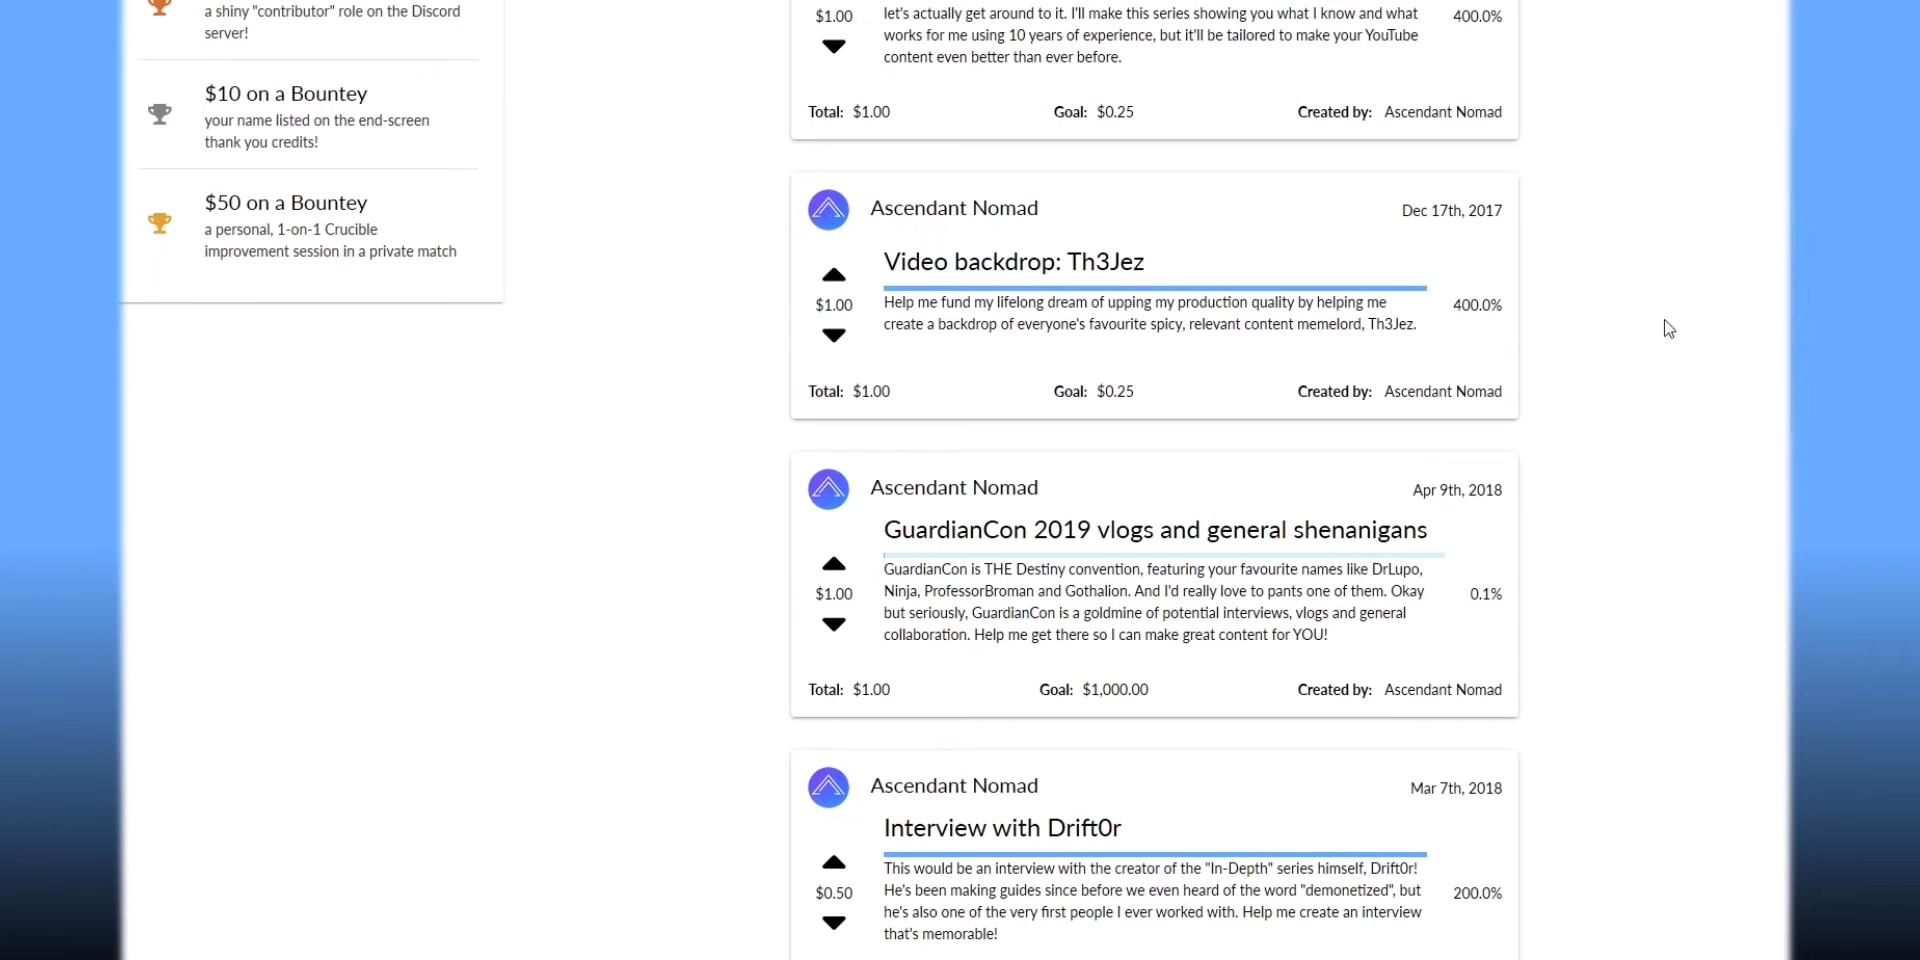 a shiny "contributor" role on the Discord
server!
$10 on a Bountey
your name listed on the end-screen
thank you credits!
$50 on a Bountey
a personal, 1-on-1 Crucible
improvement session in a private match
$1.00
let's actually get around to it. I'll make this series showing you what I know and what
works for me using 10 years of experience, but it'll be tailored to make your YouTube
content even better than ever before.
400.0%
Total: $1.00
Goal: $0.25
Created by: Ascendant Nomad
Ascendant Nomad
Dec 17th, 2017
Video backdrop: Th3Jez
$1.00
Help me fund my lifelong dream of upping my production quality by helping me
create a backdrop of everyone's favourite spicy, relevant content memelord, Th3Jez.
400.0%
Total: $1.00
Goal: $0.25
Created by: Ascendant Nomad
Ascendant Nomad
Apr 9th, 2018
GuardianCon 2019 vlogs and general shenanigans
$1.00
GuardianCon is THE Destiny convention, featuring your favourite names like DrLupo,
Ninja, ProfessorBroman and Gothalion. And I'd really love to pants one of them. Okay
but seriously, GuardianCon is a goldmine of potential interviews, vlogs and general
collaboration. Help me get there so I can make great content for YOU!
0.1%
Total: $1.00
Goal: $1,000.00
Created by: Ascendant Nomad
Ascendant Nomad
Mar 7th, 2018
Interview with Drift0r
$0.50
This would be an interview with the creator of the "In-Depth" series himself, Drift0r!
He's been making guides since before we even heard of the word "demonetized", but
he's also one of the very first people I ever worked with. Help me create an interview
that's memorable!
200.0%